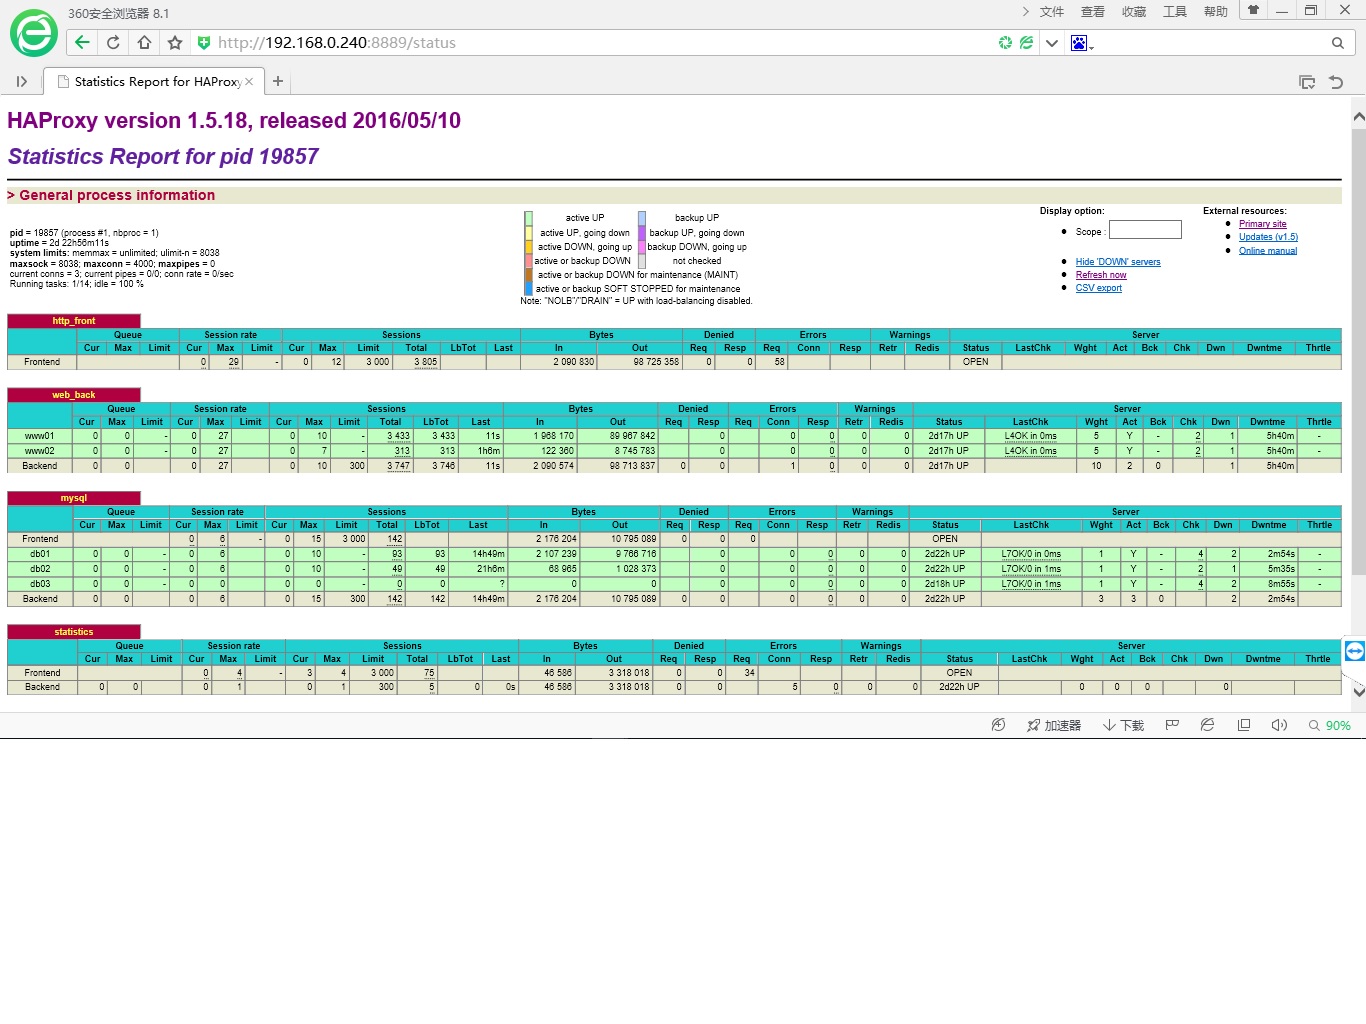 360安全浏览器 8.1
文件 查看 收藏 工具 帮助
http://192.168.0.240:8889/status
Statistics Report for HAProxy
HAProxy version 1.5.18, released 2016/05/10
Statistics Report for pid 19857
> General process information
pid = 19857 (process #1, nbproc = 1)
uptime = 2d 22h56m11s
system limits: memmax = unlimited; ulimit-n = 8038
maxsock = 8038; maxconn = 4000; maxpipes = 0
current conns = 3; current pipes = 0/0; conn rate = 0/sec
Running tasks: 1/14; idle = 100 %
active UP backup UP
active UP, going down backup UP, going down
active DOWN, going up backup DOWN, going up
active or backup DOWN not checked
active or backup DOWN for maintenance (MAINT)
active or backup SOFT STOPPED for maintenance
Note: "NOLB"/"DRAIN" = UP with load-balancing disabled.
Display option:
Scope :
Hide 'DOWN' servers
Refresh now
CSV export
External resources:
Primary site
Updates (v1.5)
Online manual
http_front
Queue Session rate Sessions Bytes Denied Errors Warnings Server
Cur Max Limit Cur Max Limit Cur Max Limit Total LbTot Last In Out Req Resp Req Conn Resp Retr Redis Status LastChk Wght Act Bck Chk Dwn Dwntme Thrtle
Frontend 0 29 - 0 12 3 000 3 805 2 090 830 98 725 358 0 0 58 OPEN
web_back
Queue Session rate Sessions Bytes Denied Errors Warnings Server
Cur Max Limit Cur Max Limit Cur Max Limit Total LbTot Last In Out Req Resp Req Conn Resp Retr Redis Status LastChk Wght Act Bck Chk Dwn Dwntme Thrtle
www01 0 0 - 0 27 0 10 - 3 433 3 433 11s 1 968 170 89 967 842 0 0 0 0 0 2d17h UP L4OK in 0ms 5 Y - 2 1 5h40m -
www02 0 0 - 0 27 0 7 - 313 313 1h6m 122 360 8 745 783 0 0 0 0 0 2d17h UP L4OK in 0ms 5 Y - 2 1 5h40m -
Backend 0 0 0 27 0 10 300 3 747 3 746 11s 2 090 574 98 713 837 0 0 1 0 0 0 2d17h UP 10 2 0 1 5h40m
mysql
Queue Session rate Sessions Bytes Denied Errors Warnings Server
Cur Max Limit Cur Max Limit Cur Max Limit Total LbTot Last In Out Req Resp Req Conn Resp Retr Redis Status LastChk Wght Act Bck Chk Dwn Dwntme Thrtle
Frontend 0 6 - 0 15 3 000 142 2 176 204 10 795 089 0 0 0 OPEN
db01 0 0 - 0 6 0 10 - 93 93 14h49m 2 107 239 9 766 716 0 0 0 0 0 2d22h UP L7OK/0 in 0ms 1 Y - 4 2 2m54s -
db02 0 0 - 0 6 0 10 - 49 49 21h6m 68 965 1 028 373 0 0 0 0 0 2d22h UP L7OK/0 in 1ms 1 Y - 2 1 5m35s -
db03 0 0 - 0 0 0 0 - 0 0 ? 0 0 0 0 0 0 0 2d18h UP L7OK/0 in 1ms 1 Y - 4 2 8m55s -
Backend 0 0 0 6 0 15 300 142 142 14h49m 2 176 204 10 795 089 0 0 0 0 0 0 2d22h UP 3 3 0 2 2m54s
statistics
Queue Session rate Sessions Bytes Denied Errors Warnings Server
Cur Max Limit Cur Max Limit Cur Max Limit Total LbTot Last In Out Req Resp Req Conn Resp Retr Redis Status LastChk Wght Act Bck Chk Dwn Dwntme Thrtle
Frontend 0 4 - 3 4 3 000 75 46 586 3 318 018 0 0 34 OPEN
Backend 0 0 0 1 0 1 300 5 0 0s 46 586 3 318 018 0 0 5 0 0 0 2d22h UP 0 0 0 0
加速器 下载 90%